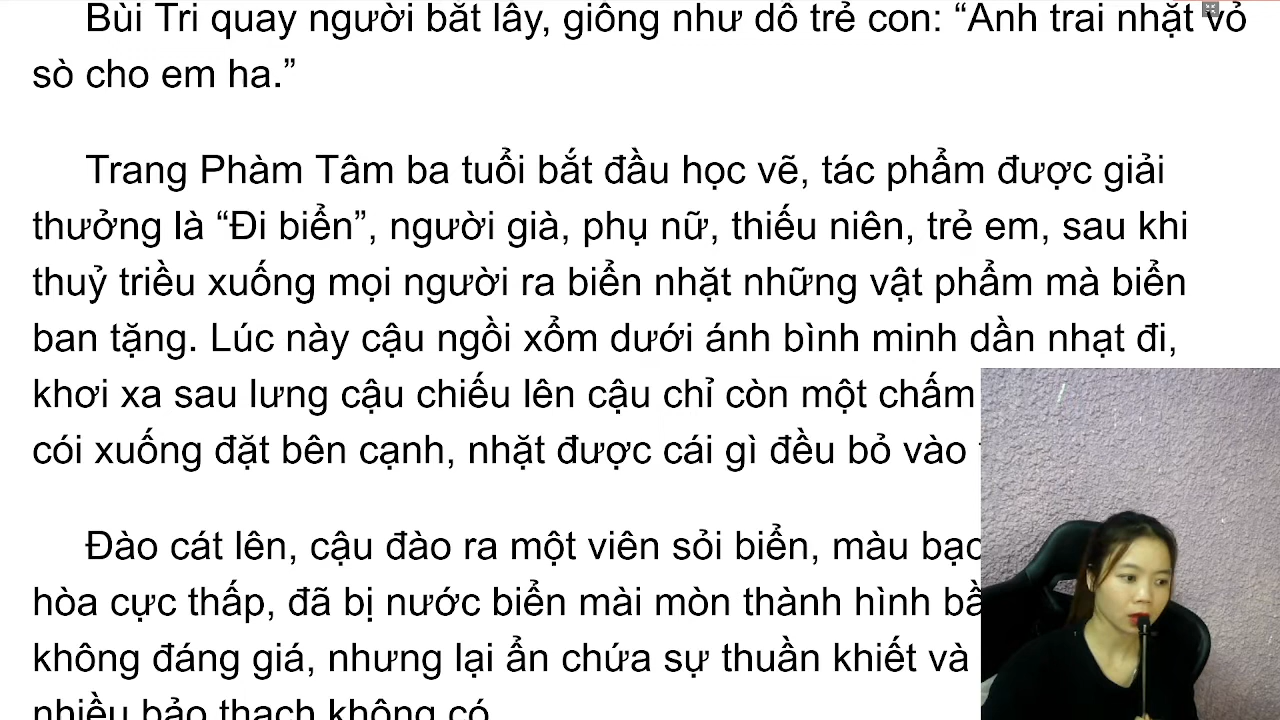 Bùi Tri quay người bắt lấy, giống như dỗ trẻ con: “Anh trai nhặt vỏ
sò cho em ha.”
Trang Phàm Tâm ba tuổi bắt đầu học vẽ, tác phẩm được giải
thưởng là “Đi biển”, người già, phụ nữ, thiếu niên, trẻ em, sau khi
thuỷ triều xuống mọi người ra biển nhặt những vật phẩm mà biển
ban tặng. Lúc này cậu ngồi xổm dưới ánh bình minh dần nhạt đi,
khơi xa sau lưng cậu chiếu lên cậu chỉ còn một chấm
cói xuống đặt bên cạnh, nhặt được cái gì đều bỏ vào
Đào cát lên, cậu đào ra một viên sỏi biển, màu
hòa cực thấp, đã bị nước biển mài mòn thành hình
không đáng giá, nhưng lại ẩn chứa sự thuần khiết và
nhiều bảo thạch không có